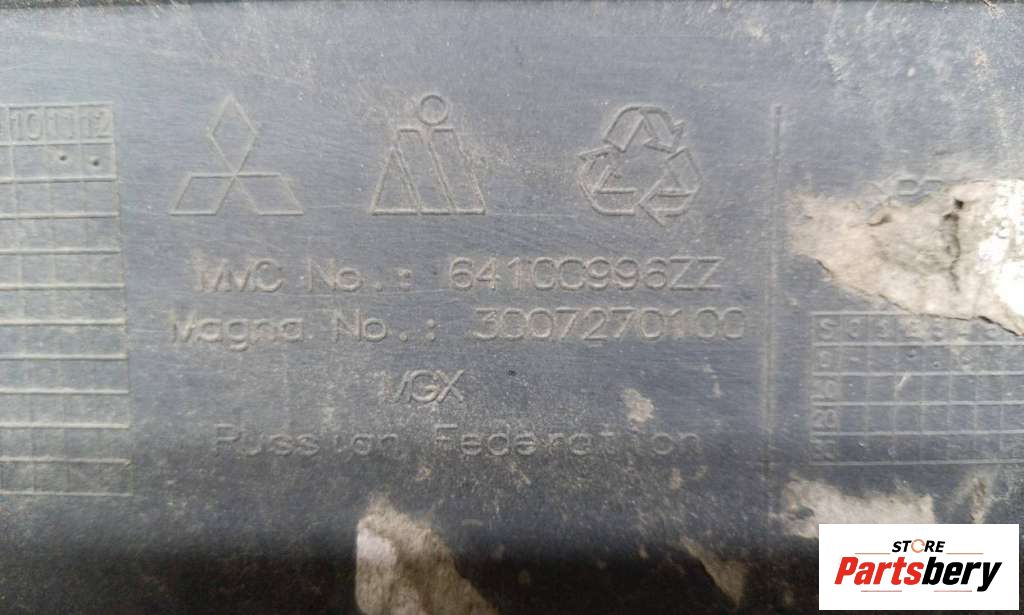 10 11 12
MMC No.: 6410C996ZZ
Magna No.: 3007270100
MGX
Russian Federation
STORE
Partsbery